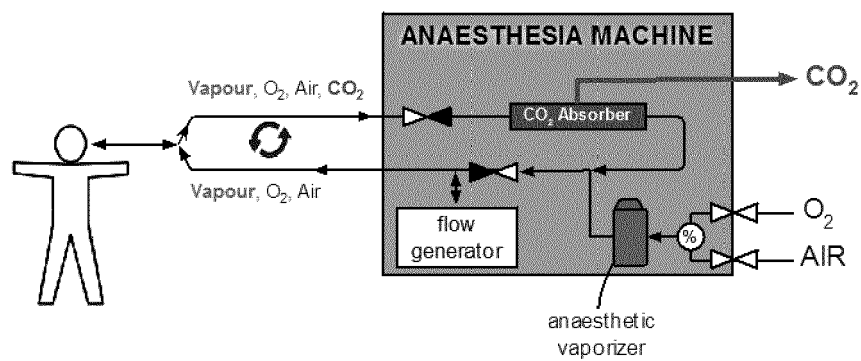 ANAESTHESIA MACHINE
CO₂
Vapour, O₂, Air, CO₂
CO₂ Absorber
Vapour, O₂, Air
flow
generator
%
O₂
AIR
anaesthetic
vaporizer